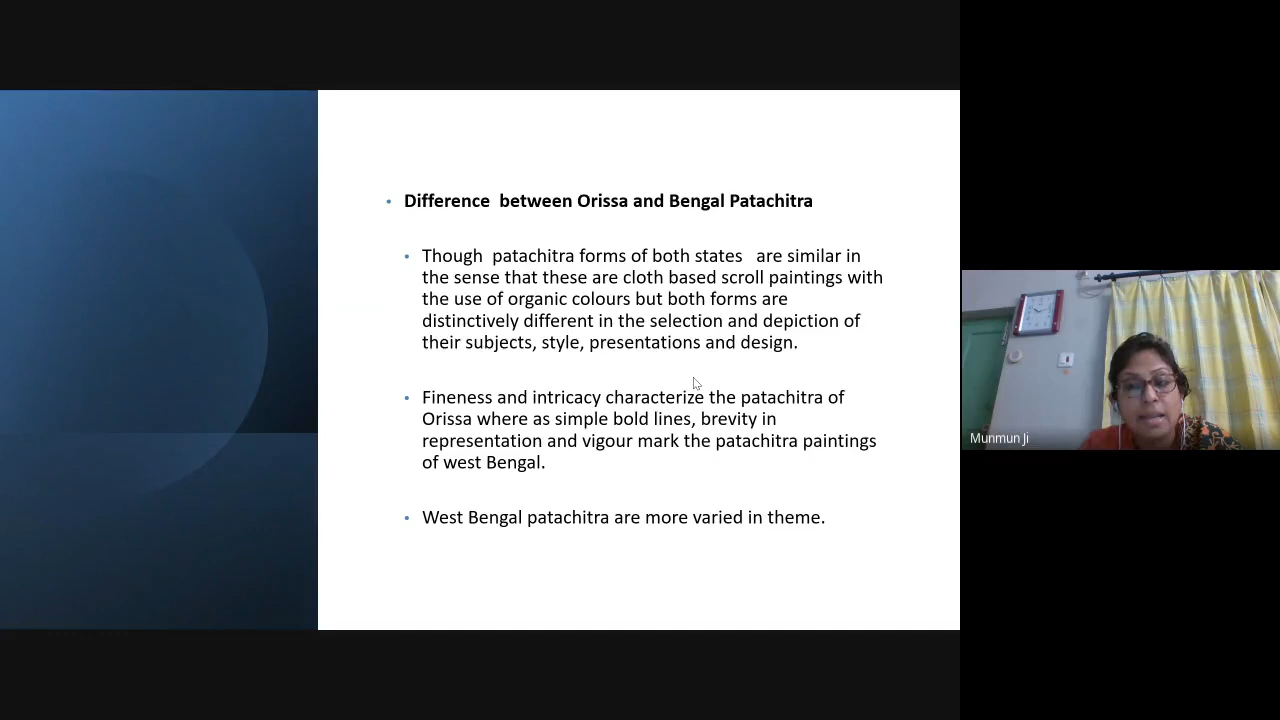 Difference  between Orissa and Bengal Patachitra
Though  patachitra forms of both states   are similar in
the sense that these are cloth based scroll paintings with
the use of organic colours but both forms are
distinctively different in the selection and depiction of
their subjects, style, presentations and design.
Fineness and intricacy characterize the patachitra of
Orissa where as simple bold lines, brevity in
representation and vigour mark the patachitra paintings
of west Bengal.
West Bengal patachitra are more varied in theme.
Munmun Ji